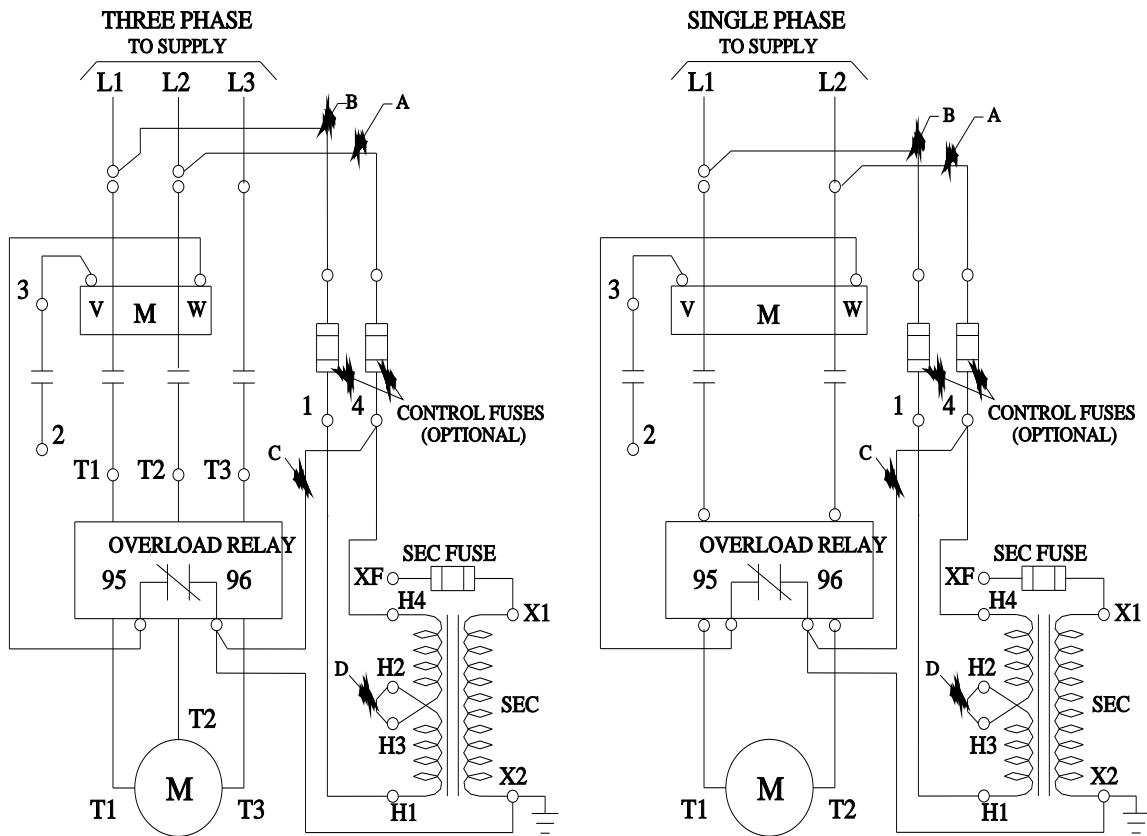 THREE PHASE
TO SUPPLY
L1 L2 L3
B A
3
V M W
2
1 4
CONTROL FUSES
(OPTIONAL)
C
T1 T2 T3
OVERLOAD RELAY
95 96
SEC FUSE
XF
H4 X1
D H2
SEC
H3
T2
M
T1 T3
X2
H1
SINGLE PHASE
TO SUPPLY
L1 L2
B A
3
V M W
2
1 4
CONTROL FUSES
(OPTIONAL)
C
OVERLOAD RELAY
95 96
SEC FUSE
XF
H4 X1
D H2
SEC
H3
M
T1 T2
X2
H1